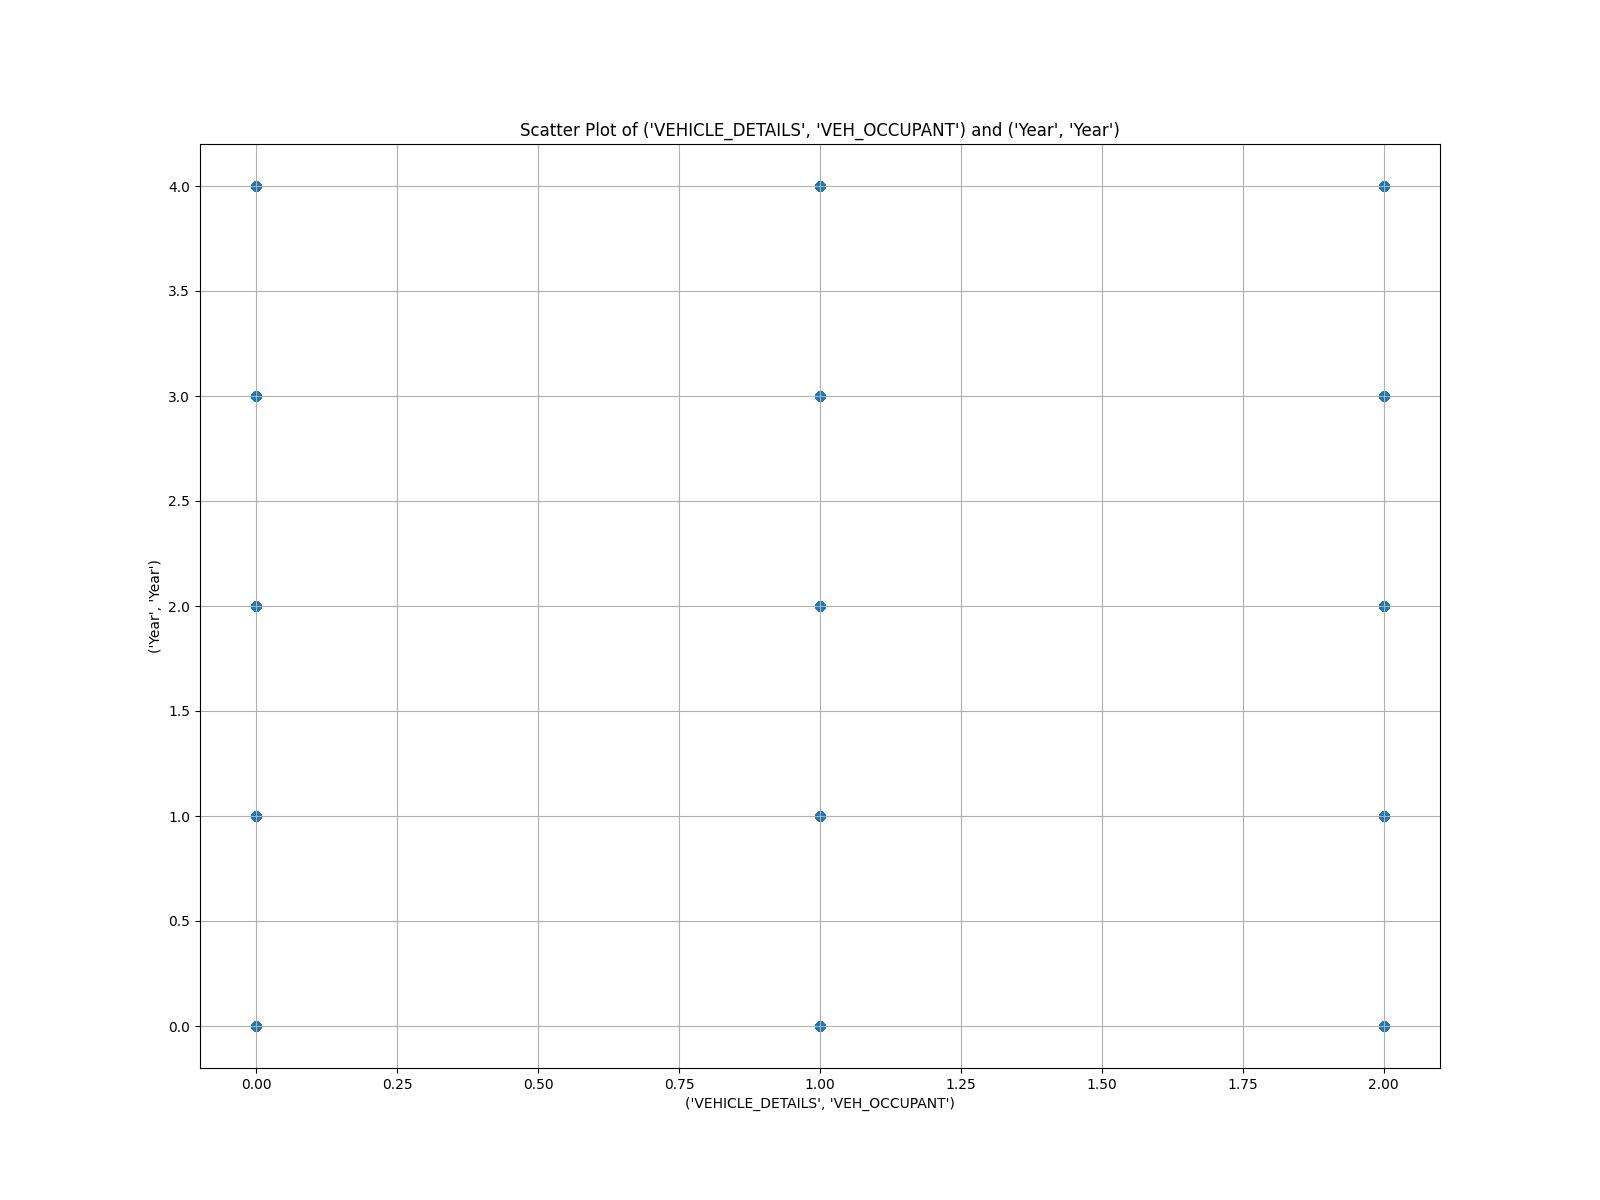 Scatter Plot of ('VEHICLE_DETAILS', 'VEH_OCCUPANT') and ('Year', 'Year')
4.0
3.5
3.0
2.5
2.0
1.5
1.0
0.5
0.0
('Year', 'Year')
0.00 0.25 0.50 0.75 1.00 1.25 1.50 1.75 2.00
('VEHICLE_DETAILS', 'VEH_OCCUPANT')